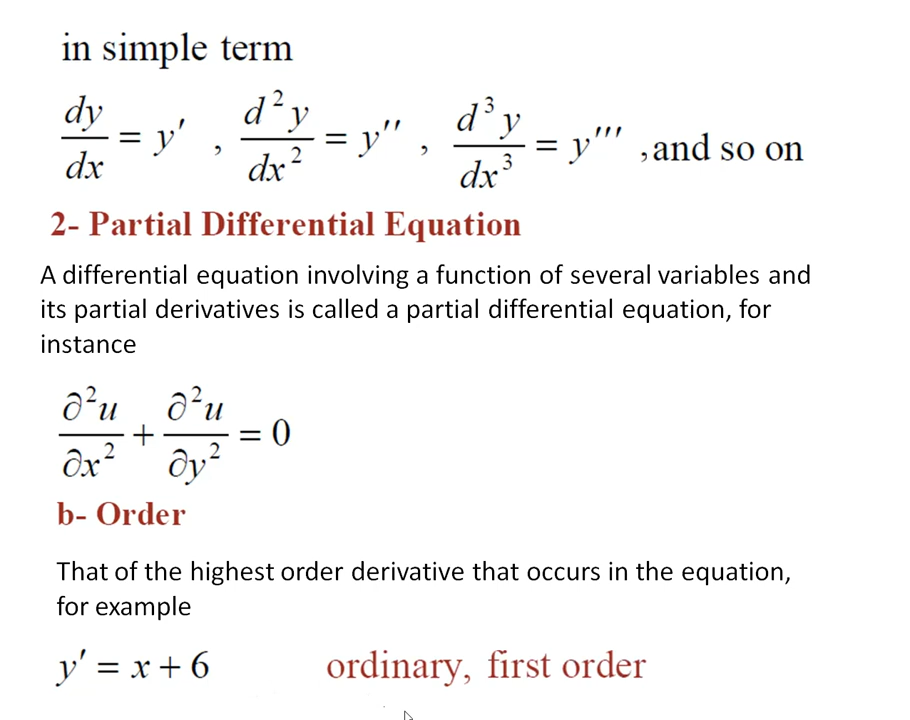 in simple term
dy/dx = y′ , d²y/dx² = y′′ , d³y/dx³ = y′′′ ,and so on
2- Partial Differential Equation
A differential equation involving a function of several variables and
its partial derivatives is called a partial differential equation, for
instance
∂²u/∂x² + ∂²u/∂y² = 0
b- Order
That of the highest order derivative that occurs in the equation,
for example
y′ = x + 6 ordinary, first order